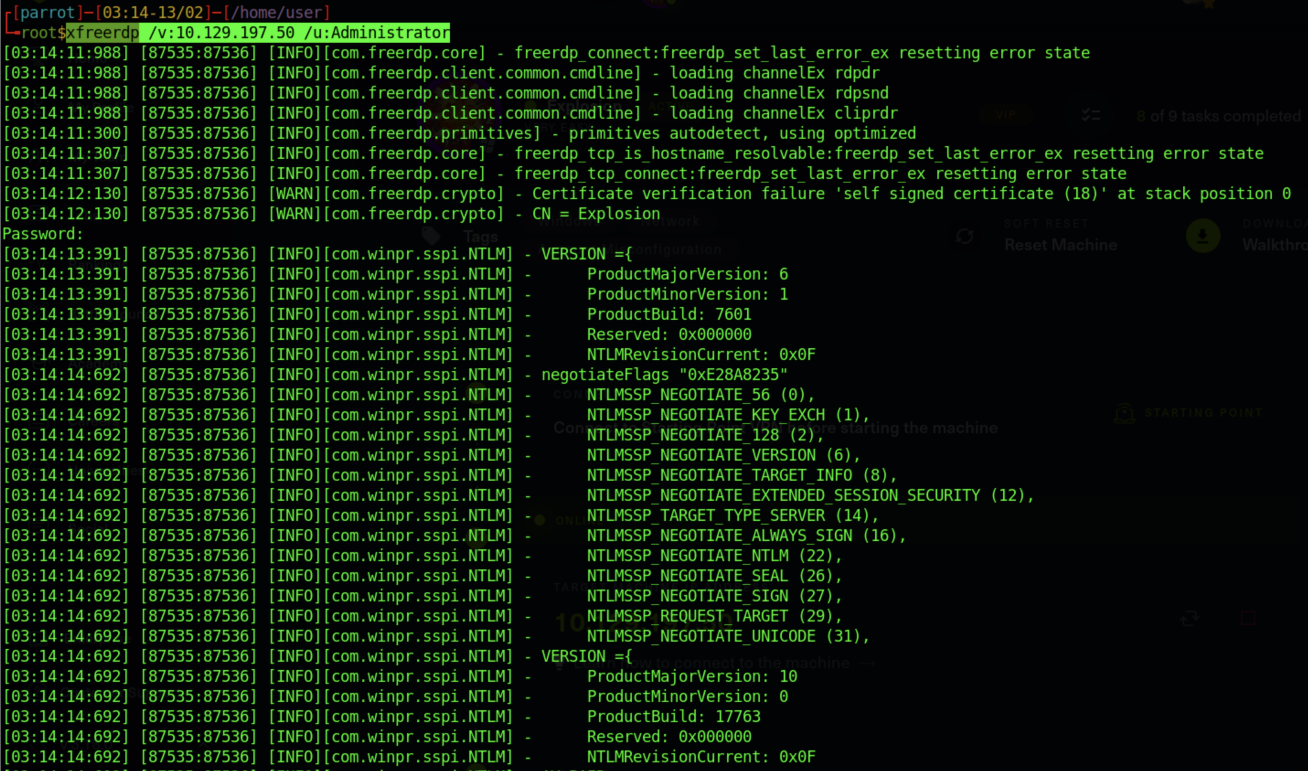 ┌[parrot]─[03:14-13/02]─[/home/user]
└╼root$xfreerdp /v:10.129.197.50 /u:Administrator
[03:14:11:988] [87535:87536] [INFO][com.freerdp.core] - freerdp_connect:freerdp_set_last_error_ex resetting error state
[03:14:11:988] [87535:87536] [INFO][com.freerdp.client.common.cmdline] - loading channelEx rdpdr
[03:14:11:988] [87535:87536] [INFO][com.freerdp.client.common.cmdline] - loading channelEx rdpsnd
[03:14:11:988] [87535:87536] [INFO][com.freerdp.client.common.cmdline] - loading channelEx cliprdr
[03:14:11:300] [87535:87536] [INFO][com.freerdp.primitives] - primitives autodetect, using optimized
[03:14:11:307] [87535:87536] [INFO][com.freerdp.core] - freerdp_tcp_is_hostname_resolvable:freerdp_set_last_error_ex resetting error state
[03:14:11:307] [87535:87536] [INFO][com.freerdp.core] - freerdp_tcp_connect:freerdp_set_last_error_ex resetting error state
[03:14:12:130] [87535:87536] [WARN][com.freerdp.crypto] - Certificate verification failure 'self signed certificate (18)' at stack position 0
[03:14:12:130] [87535:87536] [WARN][com.freerdp.crypto] - CN = Explosion
Password:
[03:14:13:391] [87535:87536] [INFO][com.winpr.sspi.NTLM] - VERSION ={
[03:14:13:391] [87535:87536] [INFO][com.winpr.sspi.NTLM] - ProductMajorVersion: 6
[03:14:13:391] [87535:87536] [INFO][com.winpr.sspi.NTLM] - ProductMinorVersion: 1
[03:14:13:391] [87535:87536] [INFO][com.winpr.sspi.NTLM] - ProductBuild: 7601
[03:14:13:391] [87535:87536] [INFO][com.winpr.sspi.NTLM] - Reserved: 0x000000
[03:14:13:391] [87535:87536] [INFO][com.winpr.sspi.NTLM] - NTLMRevisionCurrent: 0x0F
[03:14:14:692] [87535:87536] [INFO][com.winpr.sspi.NTLM] - negotiateFlags "0xE28A8235"
[03:14:14:692] [87535:87536] [INFO][com.winpr.sspi.NTLM] - NTLMSSP_NEGOTIATE_56 (0),
[03:14:14:692] [87535:87536] [INFO][com.winpr.sspi.NTLM] - NTLMSSP_NEGOTIATE_KEY_EXCH (1),
[03:14:14:692] [87535:87536] [INFO][com.winpr.sspi.NTLM] - NTLMSSP_NEGOTIATE_128 (2),
[03:14:14:692] [87535:87536] [INFO][com.winpr.sspi.NTLM] - NTLMSSP_NEGOTIATE_VERSION (6),
[03:14:14:692] [87535:87536] [INFO][com.winpr.sspi.NTLM] - NTLMSSP_NEGOTIATE_TARGET_INFO (8),
[03:14:14:692] [87535:87536] [INFO][com.winpr.sspi.NTLM] - NTLMSSP_NEGOTIATE_EXTENDED_SESSION_SECURITY (12),
[03:14:14:692] [87535:87536] [INFO][com.winpr.sspi.NTLM] - NTLMSSP_TARGET_TYPE_SERVER (14),
[03:14:14:692] [87535:87536] [INFO][com.winpr.sspi.NTLM] - NTLMSSP_NEGOTIATE_ALWAYS_SIGN (16),
[03:14:14:692] [87535:87536] [INFO][com.winpr.sspi.NTLM] - NTLMSSP_NEGOTIATE_NTLM (22),
[03:14:14:692] [87535:87536] [INFO][com.winpr.sspi.NTLM] - NTLMSSP_NEGOTIATE_SEAL (26),
[03:14:14:692] [87535:87536] [INFO][com.winpr.sspi.NTLM] - NTLMSSP_NEGOTIATE_SIGN (27),
[03:14:14:692] [87535:87536] [INFO][com.winpr.sspi.NTLM] - NTLMSSP_REQUEST_TARGET (29),
[03:14:14:692] [87535:87536] [INFO][com.winpr.sspi.NTLM] - NTLMSSP_NEGOTIATE_UNICODE (31),
[03:14:14:692] [87535:87536] [INFO][com.winpr.sspi.NTLM] - VERSION ={
[03:14:14:692] [87535:87536] [INFO][com.winpr.sspi.NTLM] - ProductMajorVersion: 10
[03:14:14:692] [87535:87536] [INFO][com.winpr.sspi.NTLM] - ProductMinorVersion: 0
[03:14:14:692] [87535:87536] [INFO][com.winpr.sspi.NTLM] - ProductBuild: 17763
[03:14:14:692] [87535:87536] [INFO][com.winpr.sspi.NTLM] - Reserved: 0x000000
[03:14:14:692] [87535:87536] [INFO][com.winpr.sspi.NTLM] - NTLMRevisionCurrent: 0x0F
VIP
8 of 9 tasks completed
Tags
Network
SOFT RESET
Reset Machine
STARTING POINT
before starting the machine
to connect to the machine